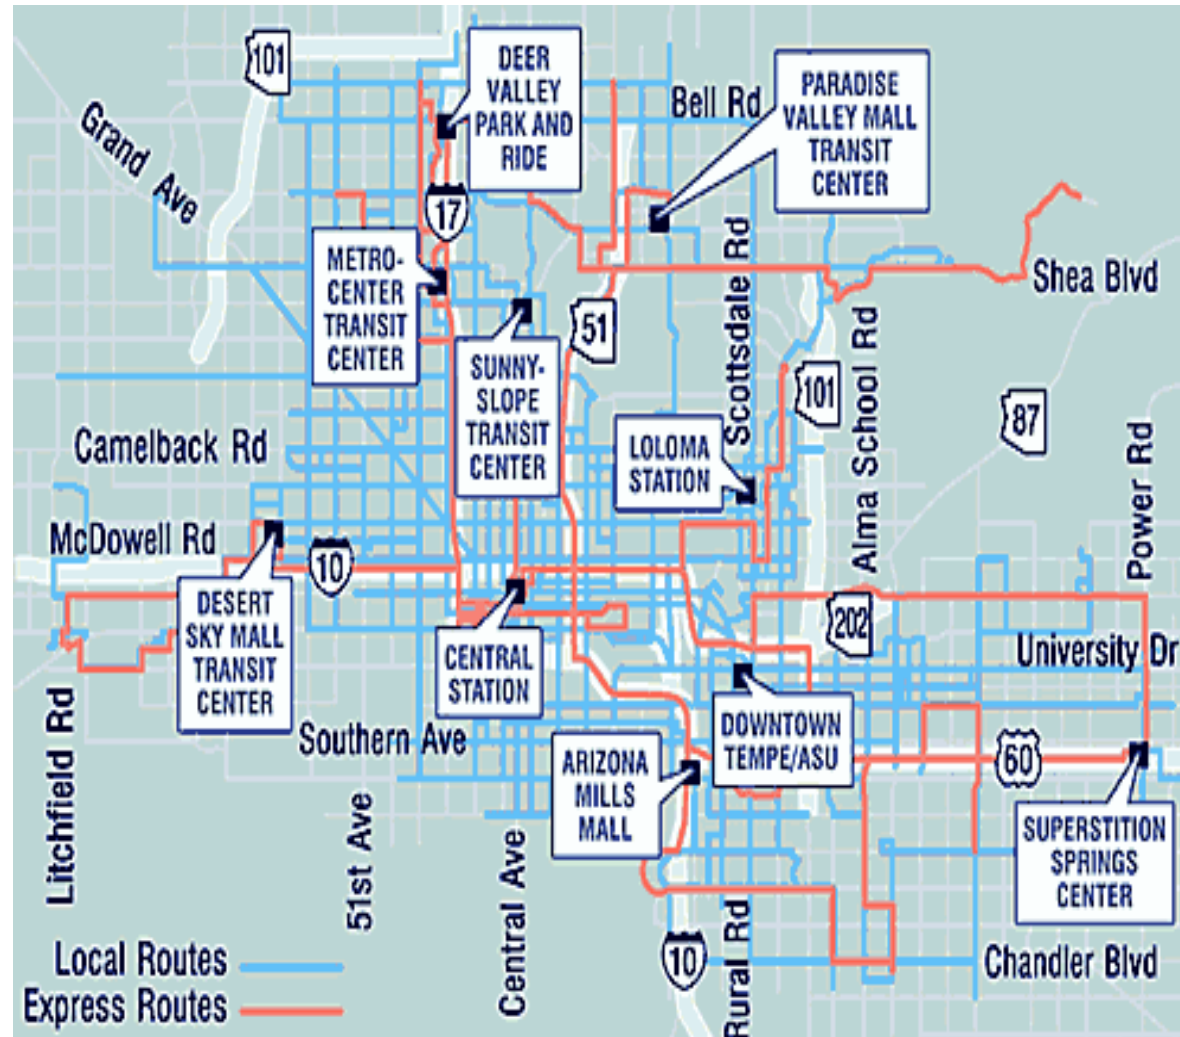 101
DEER
VALLEY
PARK AND
RIDE
Bell Rd
PARADISE
VALLEY MALL
TRANSIT
CENTER
Grand Ave
17
METRO-
CENTER
TRANSIT
CENTER
Scottsdale Rd
Shea Blvd
51
SUNNY-
SLOPE
TRANSIT
CENTER
101
Alma School Rd
87
Camelback Rd
LOLOMA
STATION
Power Rd
McDowell Rd
10
DESERT
SKY MALL
TRANSIT
CENTER
202
CENTRAL
STATION
University Dr
Litchfield Rd
Southern Ave
DOWNTOWN
TEMPE/ASU
ARIZONA
MILLS
MALL
60
51st Ave
Central Ave
SUPERSTITION
SPRINGS
CENTER
Rural Rd
10
Chandler Blvd
Local Routes
Express Routes